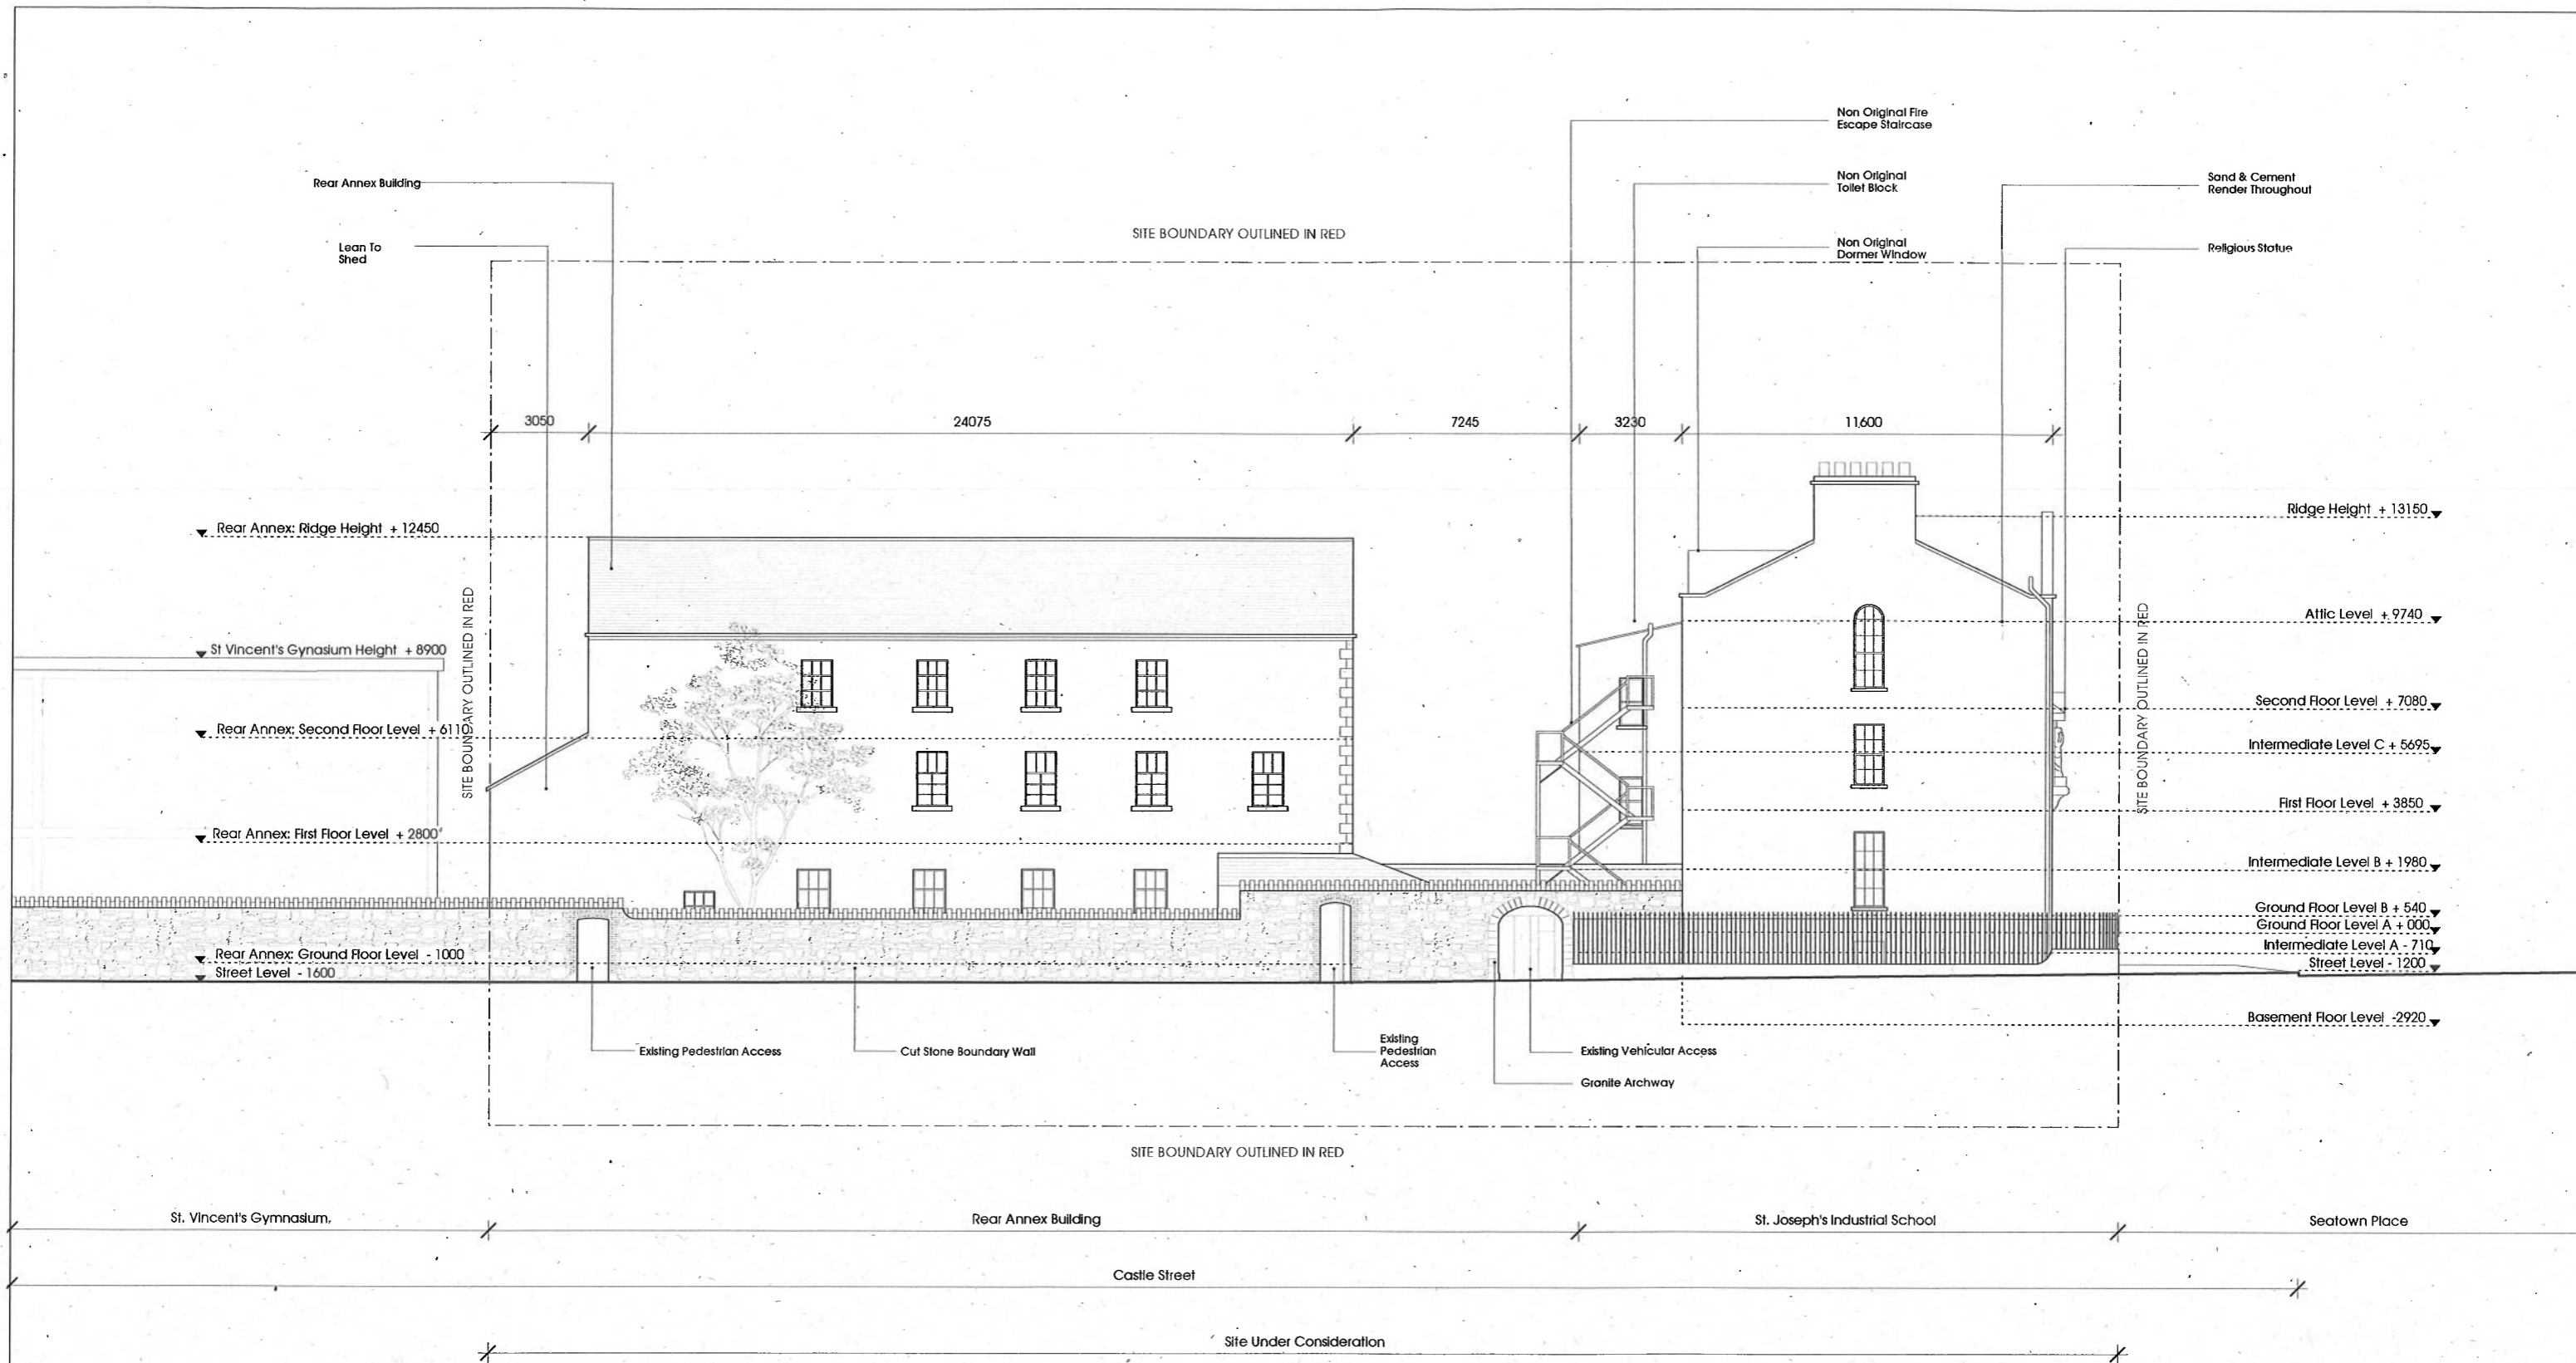 Non Original Fire
Escape Staircase
Rear Annex Building
Non Original
Toilet Block
Sand & Cement
Render Throughout
SITE BOUNDARY OUTLINED IN RED
Lean To
Shed
Non Original
Dormer Window
Religious Statue
3050
24075
7245
3230
11,600
Rear Annex: Ridge Height + 12450
Ridge Height + 13150
Attic Level + 9740
St Vincent's Gynasium Height + 8900
SITE BOUNDARY OUTLINED IN RED
SITE BOUNDARY OUTLINED IN RED
Second Floor Level + 7080
Rear Annex: Second Floor Level + 6110
Intermediate Level C + 5695
First Floor Level + 3850
Rear Annex: First Floor Level + 2800
Intermediate Level B + 1980
Ground Floor Level B + 540
Ground Floor Level A + 000
Intermediate Level A - 710
Rear Annex: Ground Floor Level - 1000
Street Level - 1200
Street Level - 1600
Basement Floor Level -2920
Existing Pedestrian Access
Cut Stone Boundary Wall
Existing
Pedestrian
Access
Existing Vehicular Access
Granite Archway
SITE BOUNDARY OUTLINED IN RED
St. Vincent's Gymnasium,
Rear Annex Building
St. Joseph's Industrial School
Seatown Place
Castle Street
Site Under Consideration